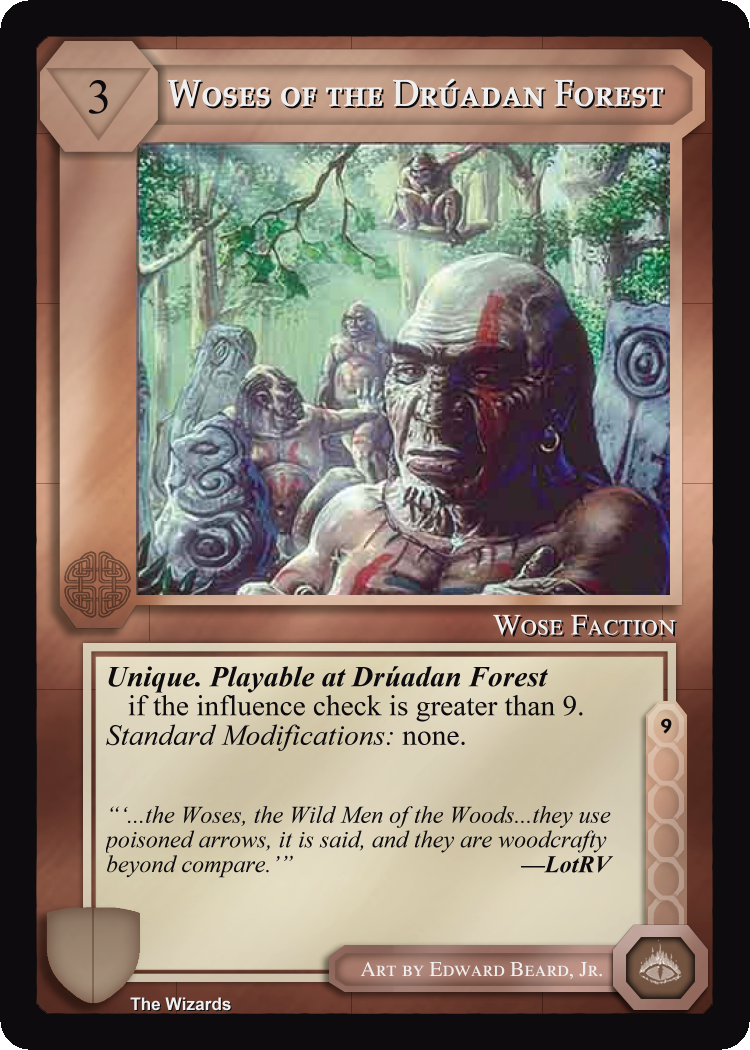 3
Woses of the Drúadan Forest
Wose Faction
Unique. Playable at Drúadan Forest
if the influence check is greater than 9.
Standard Modifications: none.
9
“‘...the Woses, the Wild Men of the Woods...they use
poisoned arrows, it is said, and they are woodcrafty
beyond compare.’” —LotRV
Art by Edward Beard, Jr.
The Wizards